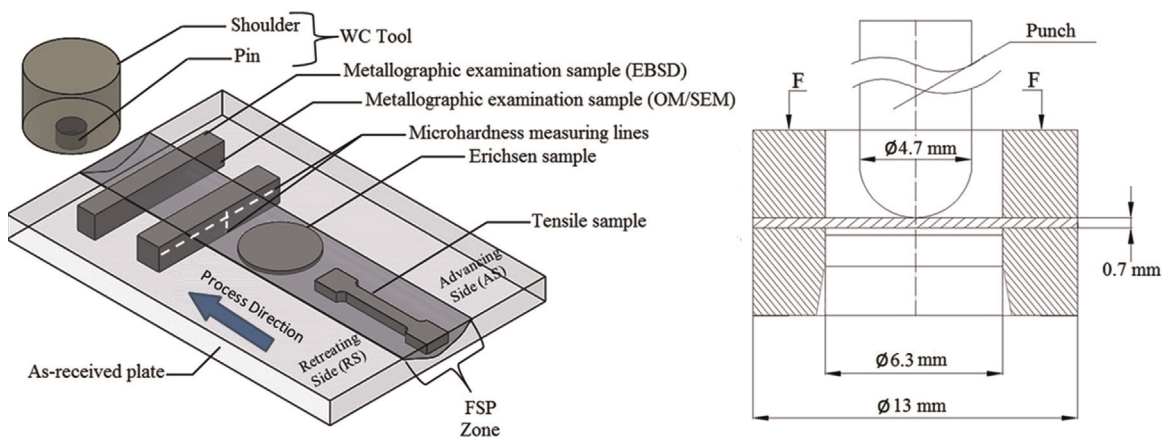 Shoulder
WC Tool
Pin
Metallographic examination sample (EBSD)
Metallographic examination sample (OM/SEM)
Microhardness measuring lines
Erichsen sample
Tensile sample
Advancing
Side (AS)
Process Direction
Retreating
Side (RS)
As-received plate
FSP
Zone
Punch
F
F
Ø4.7 mm
0.7 mm
Ø6.3 mm
Ø13 mm